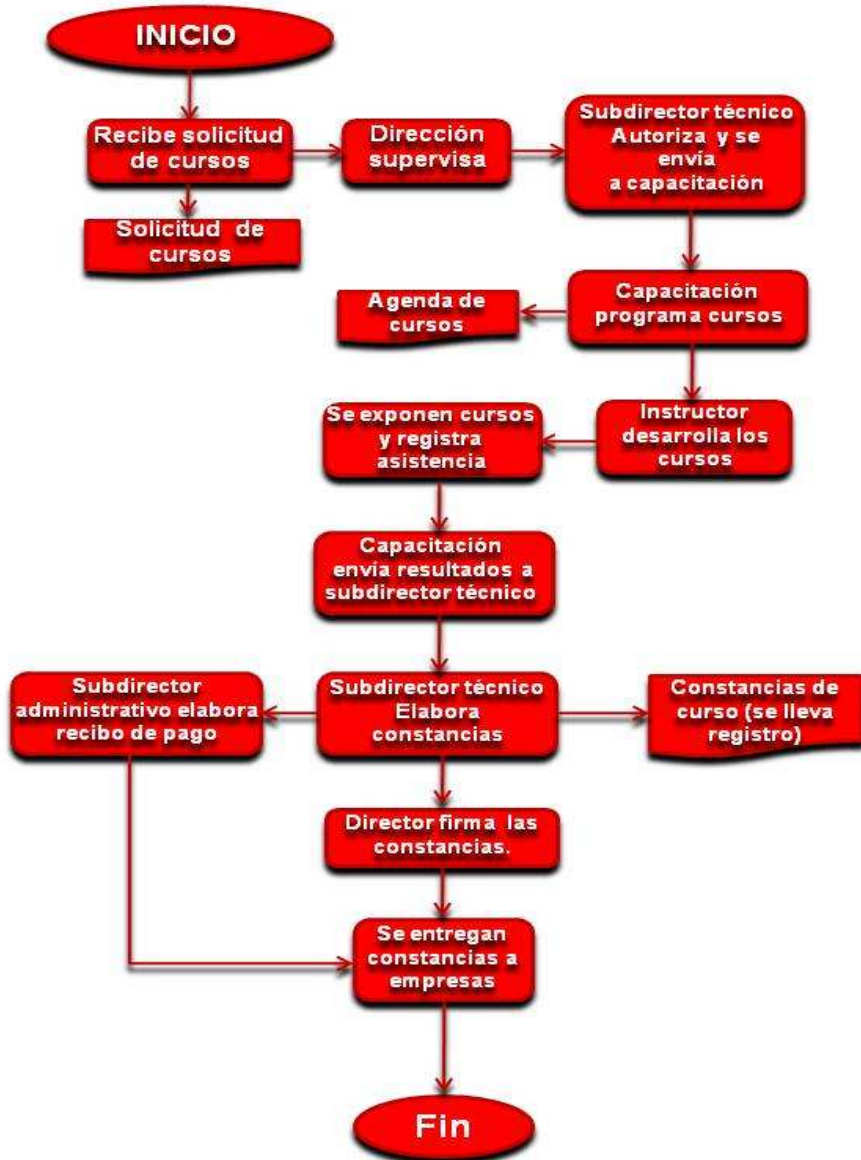 INICIO
Recibe solicitud
de cursos
Dirección
supervisa
Subdirector técnico
Autoriza y se
envía
a capacitación
Solicitud de
cursos
Agenda de
cursos
Capacitación
programa cursos
Se exponen cursos
y registra
asistencia
Instructor
desarrolla los
cursos
Capacitación
envía resultados a
subdirector técnico
Subdirector
administrativo elabora
recibo de pago
Subdirector técnico
Elabora
constancias
Constancias de
curso (se lleva
registro)
Director firma las
constancias.
Se entregan
constancias a
empresas
Fin